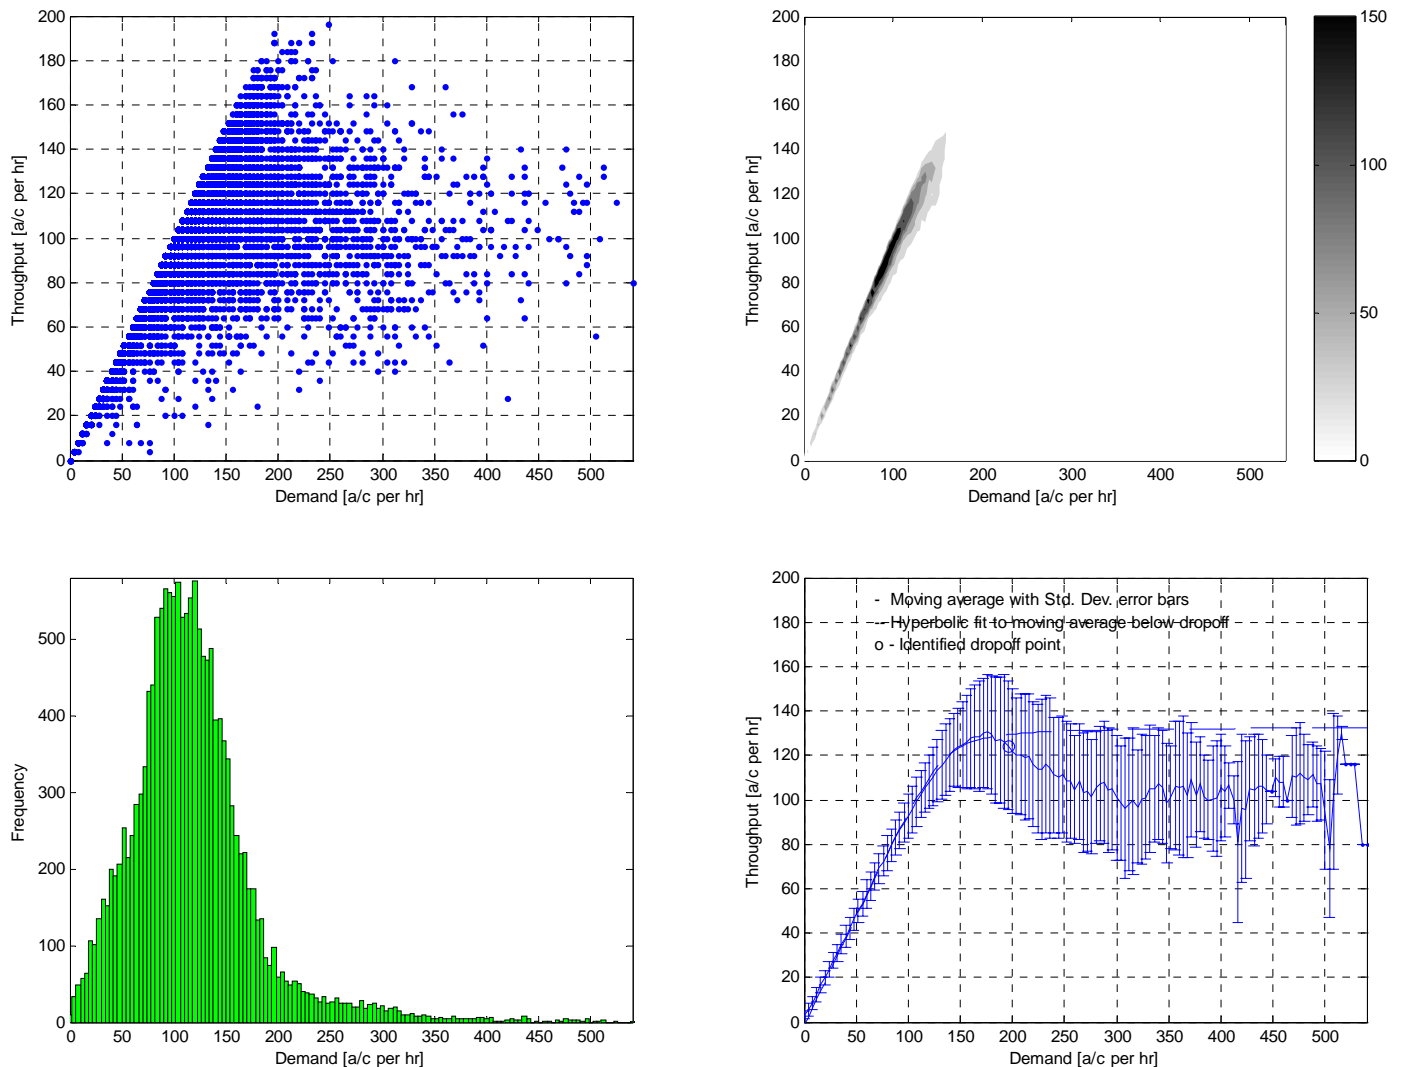 200
180
160
140
120
100
80
60
40
20
0
Throughput [a/c per hr]
0 50 100 150 200 250 300 350 400 450 500
Demand [a/c per hr]
200
180
160
140
120
100
80
60
40
20
0
Throughput [a/c per hr]
0 100 200 300 400 500
Demand [a/c per hr]
150
100
50
0
500
400
300
200
100
0
Frequency
0 50 100 150 200 250 300 350 400 450 500
Demand [a/c per hr]
200
180
160
140
120
100
80
60
40
20
0
Throughput [a/c per hr]
- Moving average with Std. Dev. error bars
-- Hyperbolic fit to moving average below dropoff
o - Identified dropoff point
0 50 100 150 200 250 300 350 400 450 500
Demand [a/c per hr]